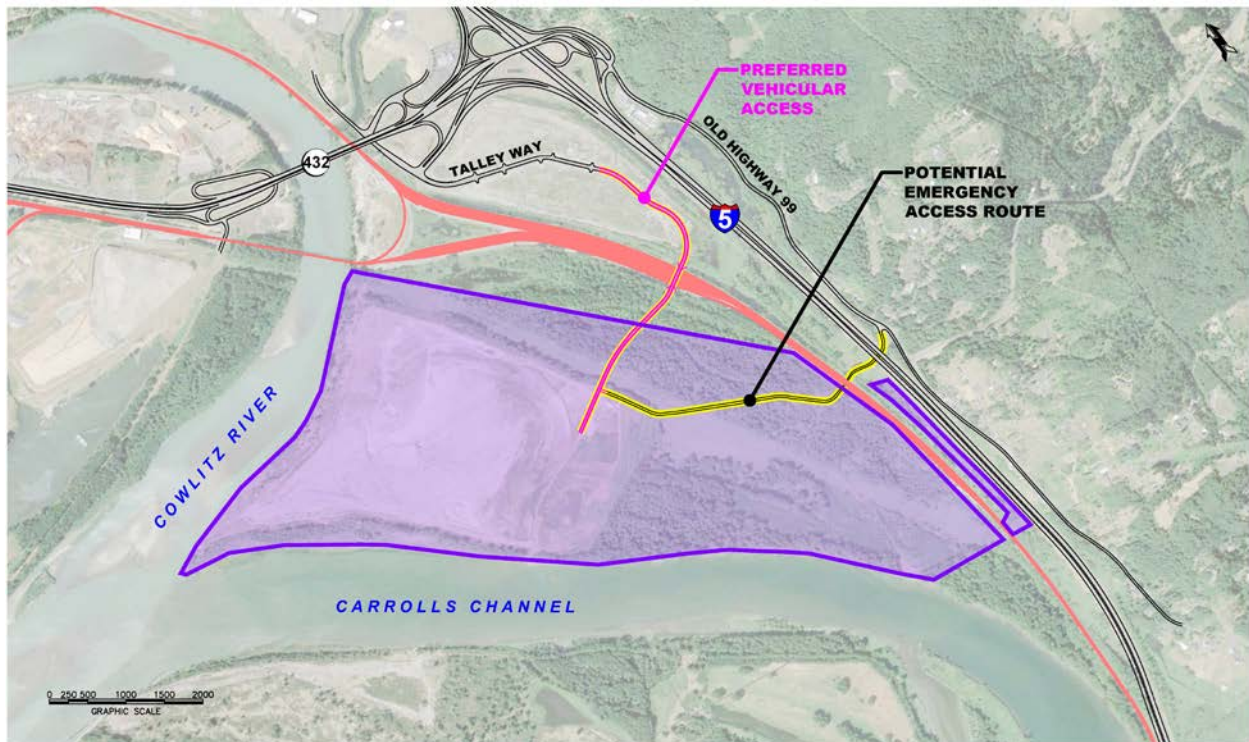 PREFERRED
VEHICULAR
ACCESS
OLD HIGHWAY 99
TALLEY WAY
432
POTENTIAL
EMERGENCY
ACCESS ROUTE
5
COWLITZ RIVER
CARROLLS CHANNEL
0 250 500 1000 1500 2000
GRAPHIC SCALE